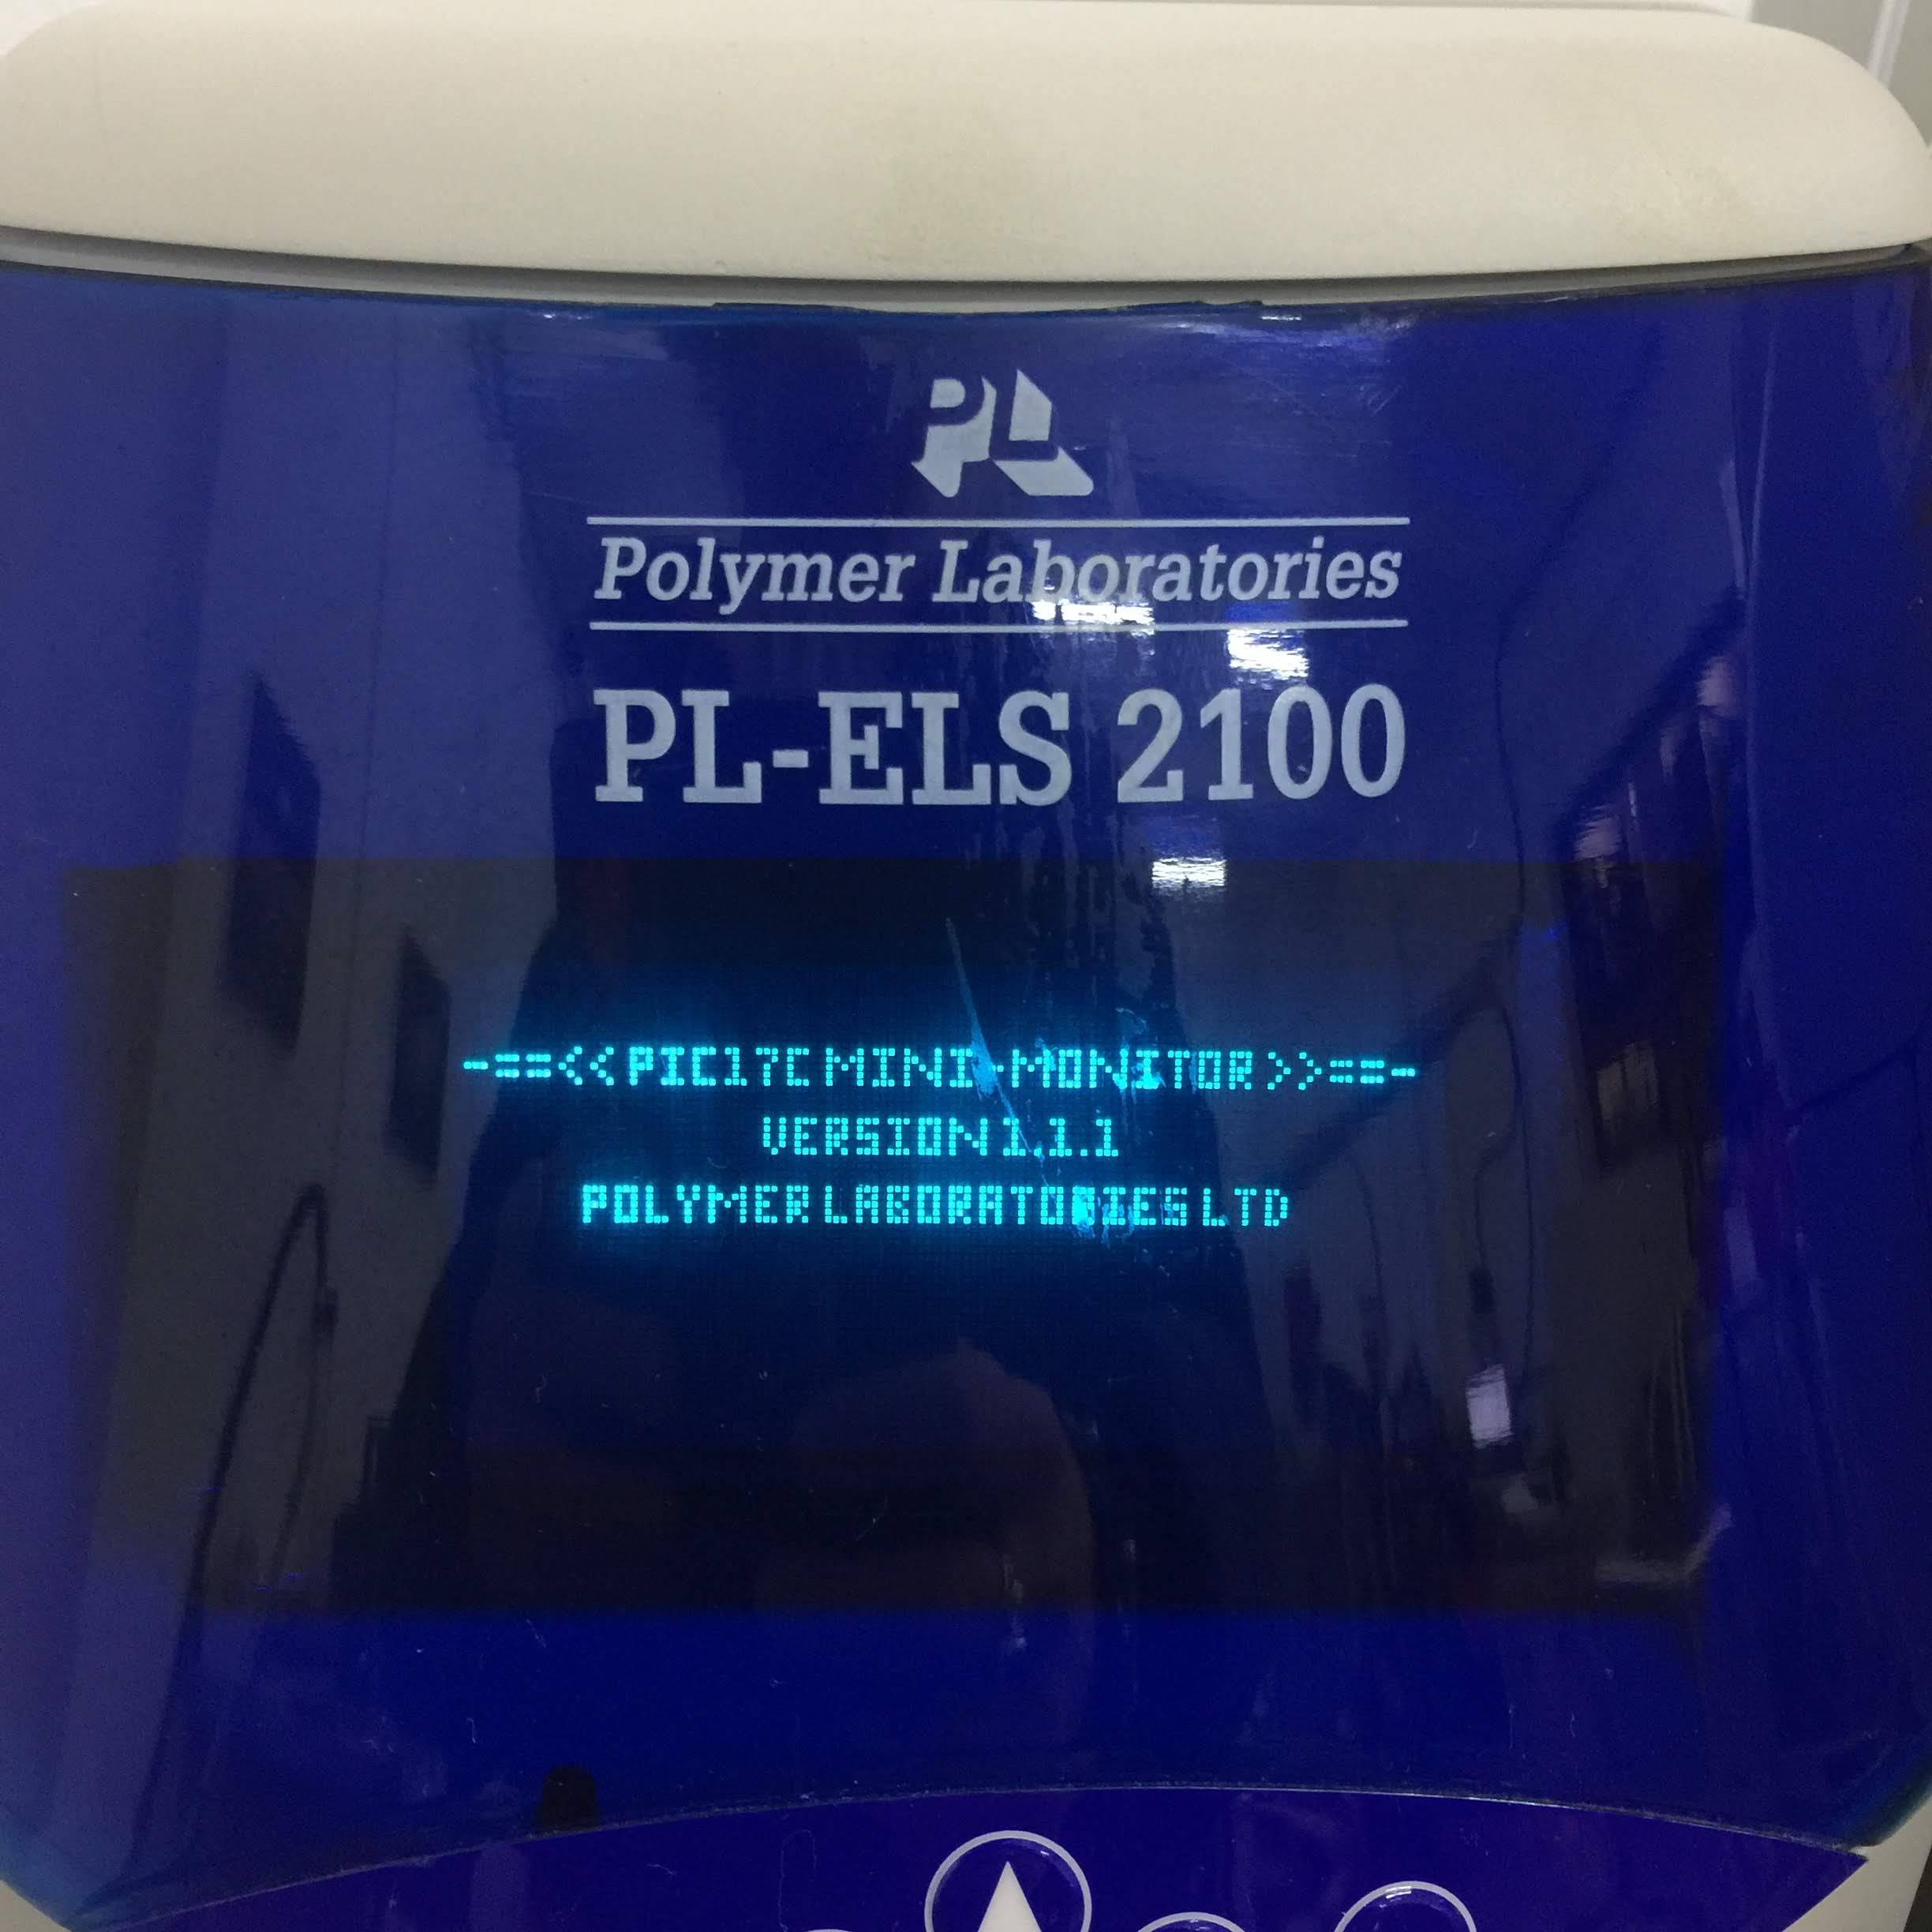 PL
Polymer Laboratories
PL-ELS 2100
-==<< PIC17C MINI-MONITOR >>==-
VERSION 1.1.1
POLYMER LABORATORIES LTD